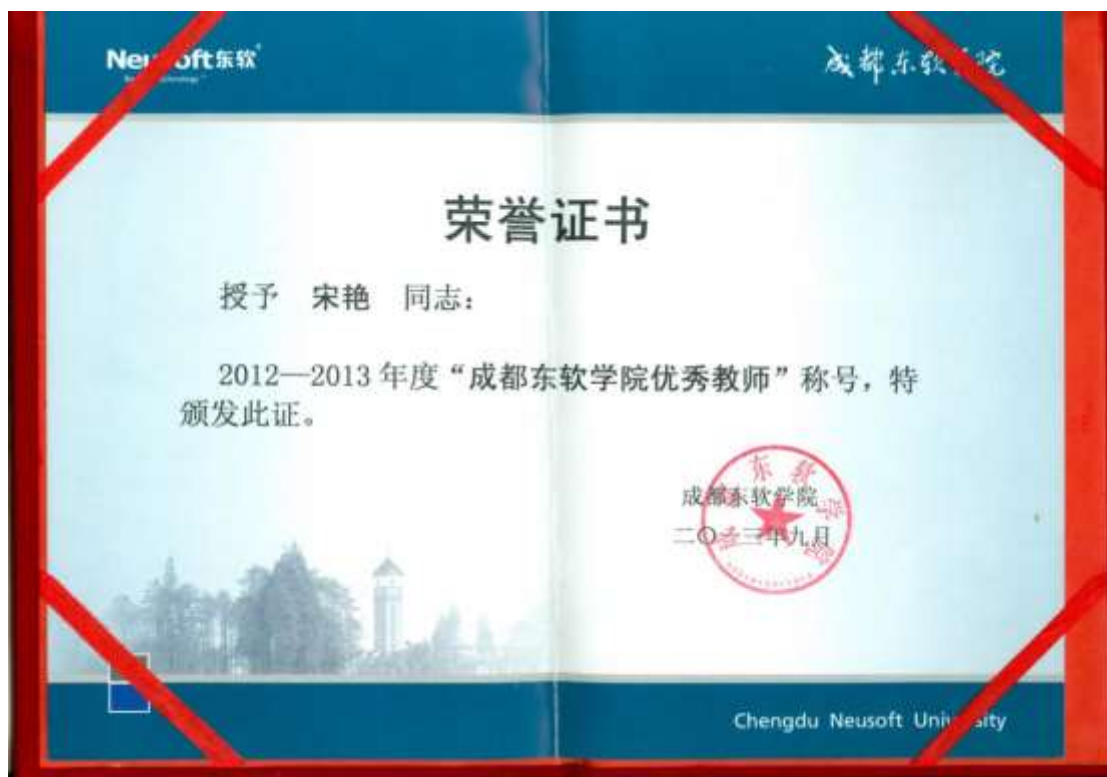 Neusoft东软
成都东软学院
荣誉证书
授予 宋艳 同志：
2012—2013 年度“成都东软学院优秀教师”称号，特
颁发此证。
成都东软学院
二〇一三年九月
Chengdu Neusoft University